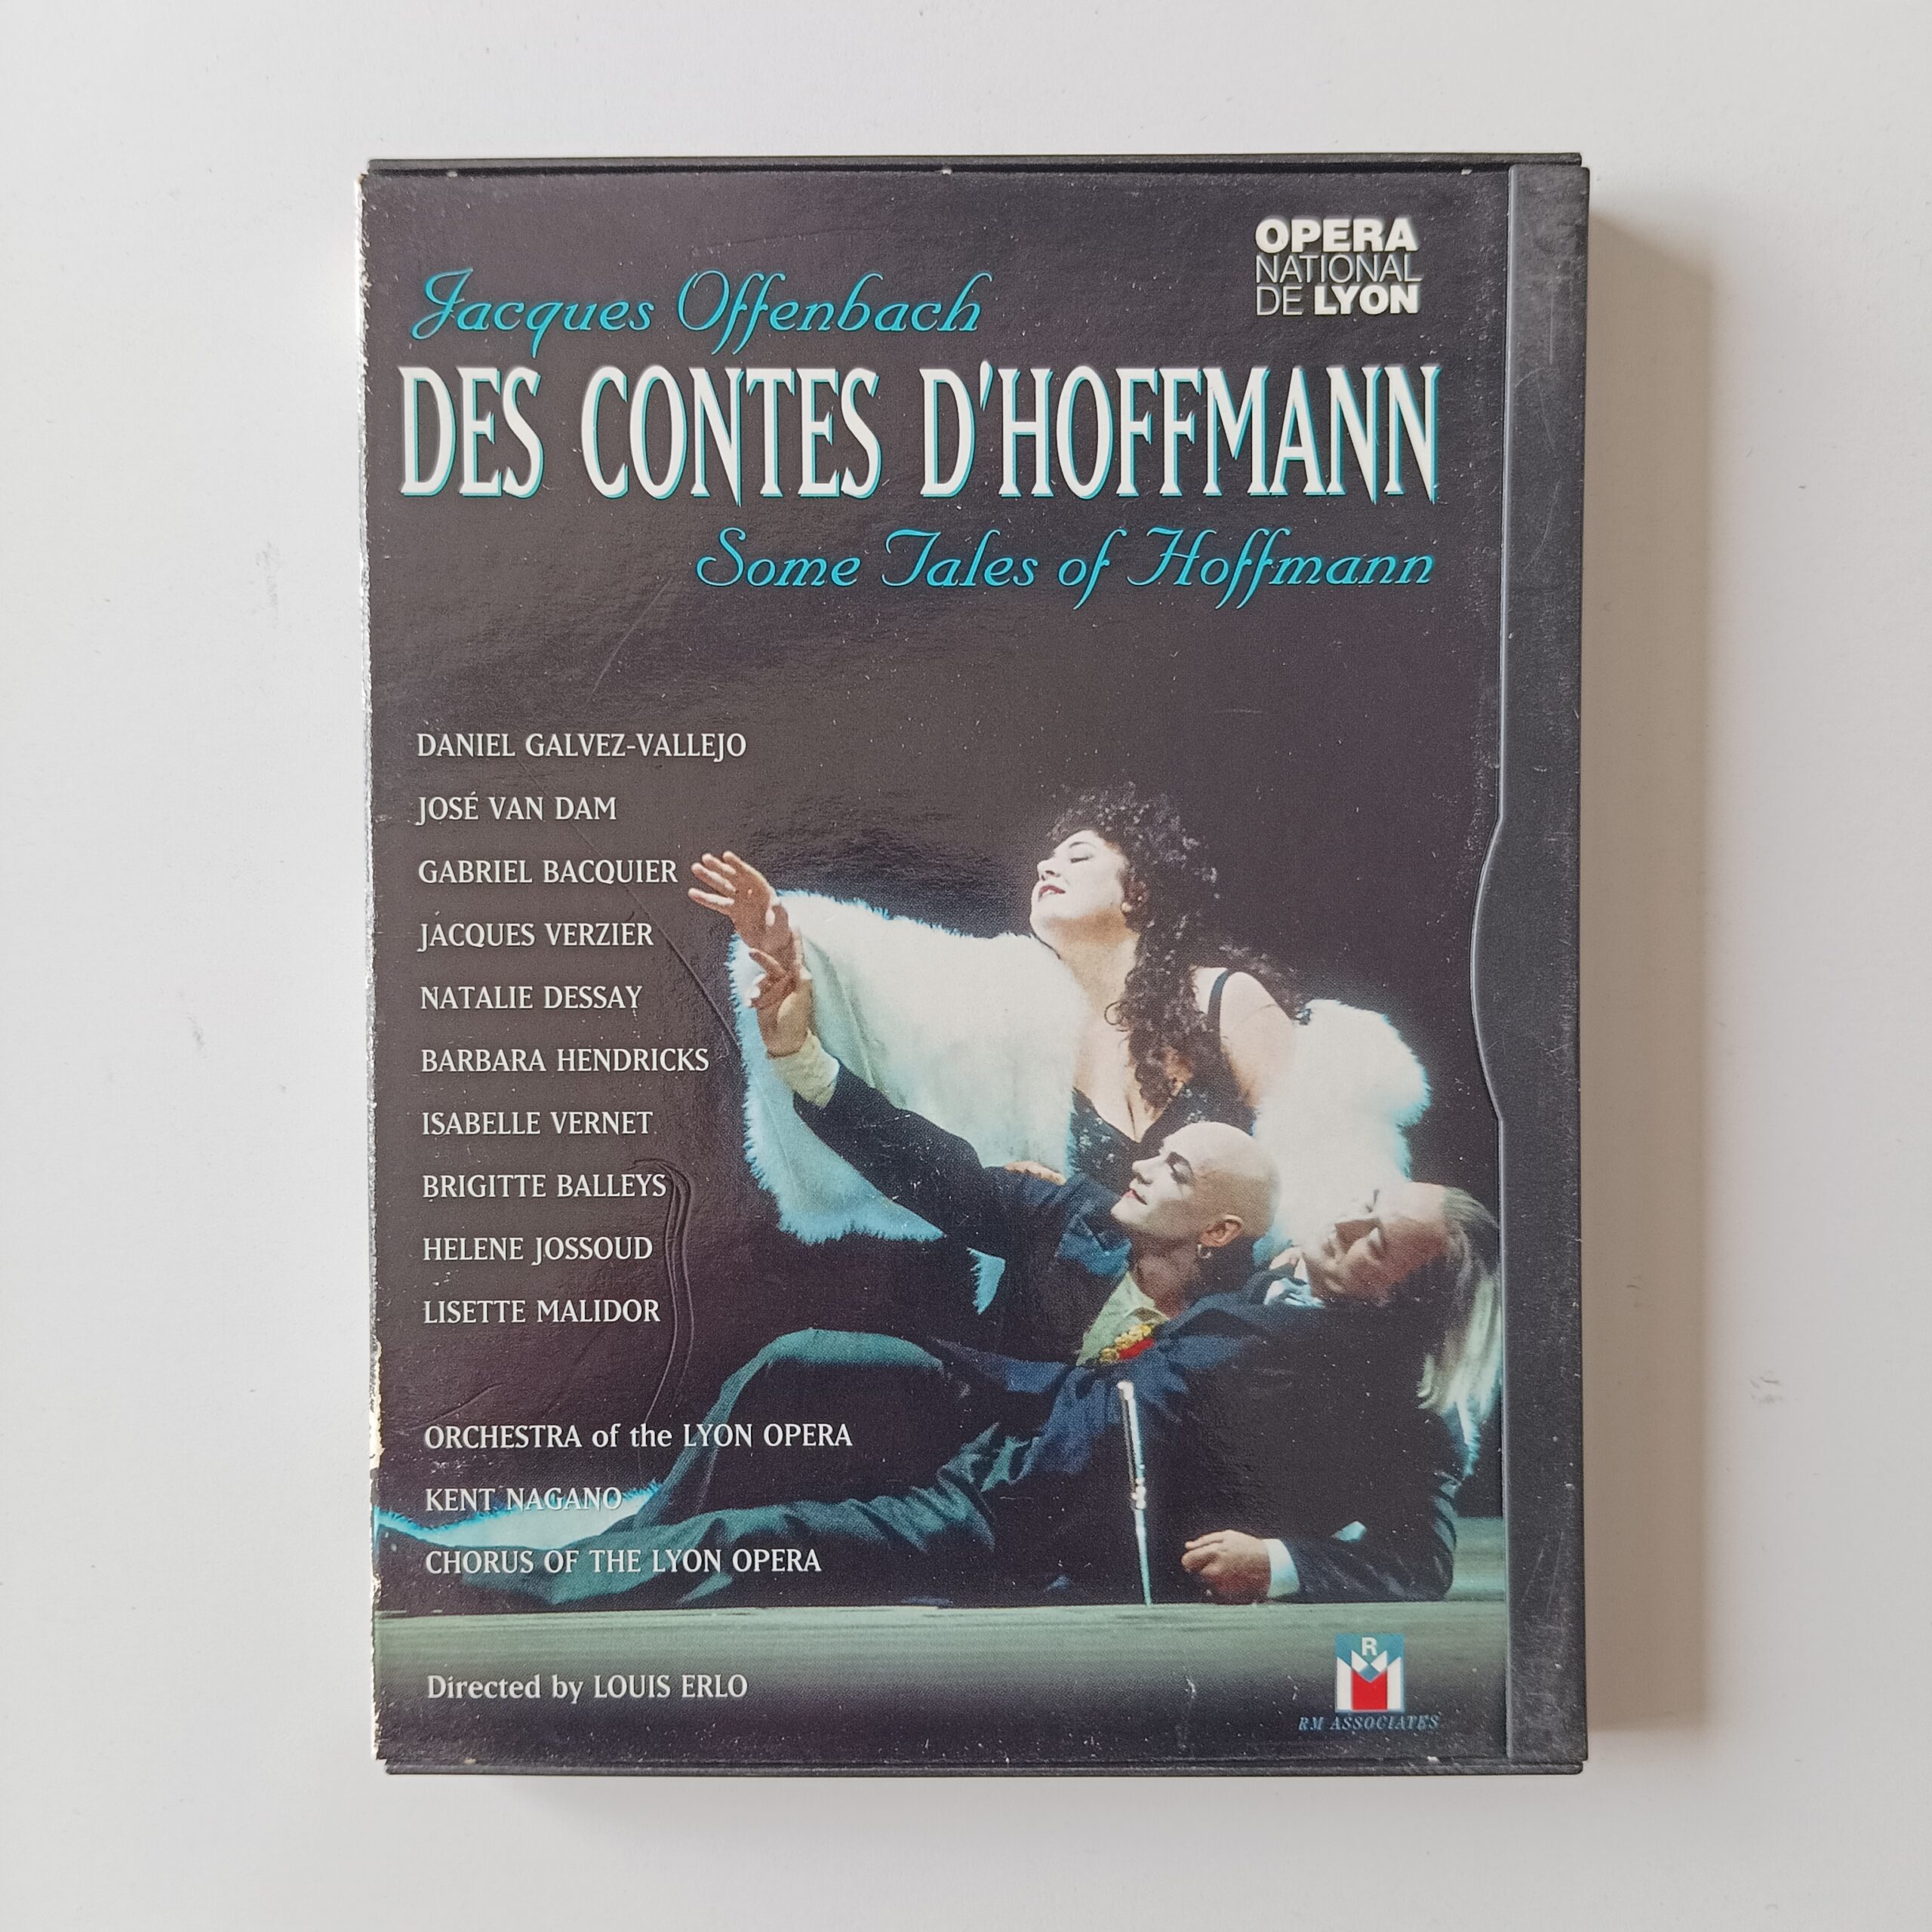 OPERA
NATIONAL
DE LYON
Jacques Offenbach
DES CONTES D'HOFFMANN
Some Tales of Hoffmann
DANIEL GALVEZ-VALLEJO
JOSÉ VAN DAM
GABRIEL BACQUIER
JACQUES VERZIER
NATALIE DESSAY
BARBARA HENDRICKS
ISABELLE VERNET
BRIGITTE BALLEYS
HELENE JOSSOUD
LISETTE MALIDOR
ORCHESTRA of the LYON OPERA
KENT NAGANO
CHORUS OF THE LYON OPERA
Directed by LOUIS ERLO
R
M
RM ASSOCIATES